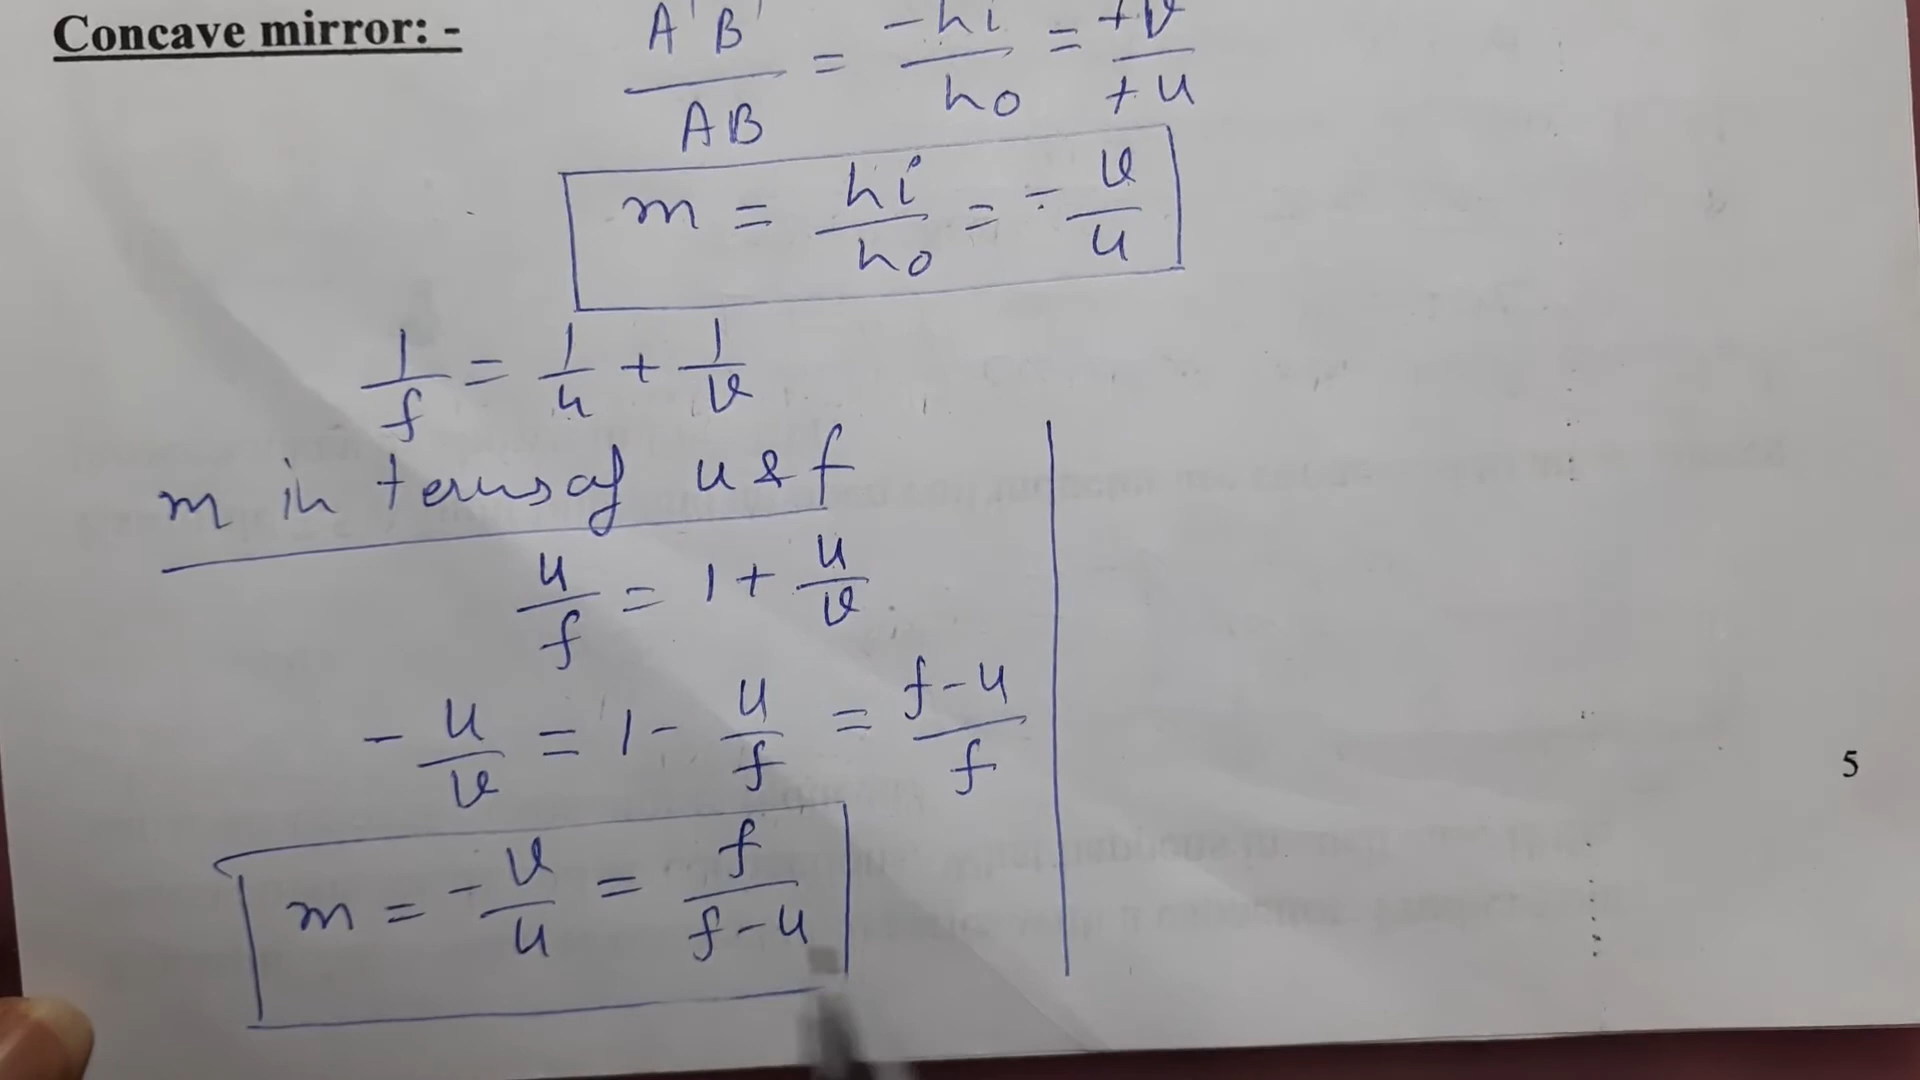 Concave mirror: -
A'B'/AB = -hi/ho = +v/+u
m = hi/ho = -v/u
1/f = 1/u + 1/v
m in terms of u & f
u/f = 1 + u/v
-u/v = 1 - u/f = f-u/f
m = -v/u = f/f-u
5